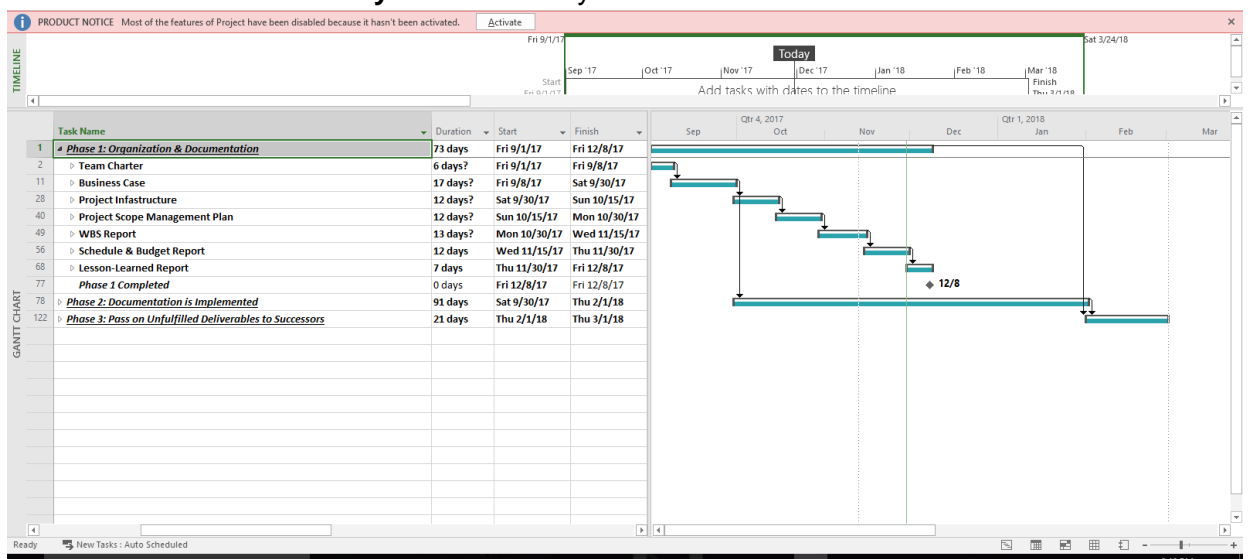 PRODUCT NOTICE Most of the features of Project have been disabled because it hasn't been activated. Activate
TIMELINE
Fri 9/1/17 Sat 3/24/18
Today
Sep '17 Oct '17 Nov '17 Dec '17 Jan '18 Feb '18 Mar '18
Start Finish
Fri 9/1/17 Add tasks with dates to the timeline Thu 3/1/18
Qtr 4, 2017 Qtr 1, 2018
Task Name Duration Start Finish Sep Oct Nov Dec Jan Feb Mar
1 Phase 1: Organization & Documentation 73 days Fri 9/1/17 Fri 12/8/17
2 Team Charter 6 days? Fri 9/1/17 Fri 9/8/17
11 Business Case 17 days? Fri 9/8/17 Sat 9/30/17
28 Project Infastructure 12 days? Sat 9/30/17 Sun 10/15/17
40 Project Scope Management Plan 12 days? Sun 10/15/17 Mon 10/30/17
49 WBS Report 13 days? Mon 10/30/17 Wed 11/15/17
56 Schedule & Budget Report 12 days Wed 11/15/17 Thu 11/30/17
68 Lesson-Learned Report 7 days Thu 11/30/17 Fri 12/8/17
77 Phase 1 Completed 0 days Fri 12/8/17 Fri 12/8/17 12/8
78 Phase 2: Documentation is Implemented 91 days Sat 9/30/17 Thu 2/1/18
122 Phase 3: Pass on Unfulfilled Deliverables to Successors 21 days Thu 2/1/18 Thu 3/1/18
GANTT CHART
Ready New Tasks : Auto Scheduled